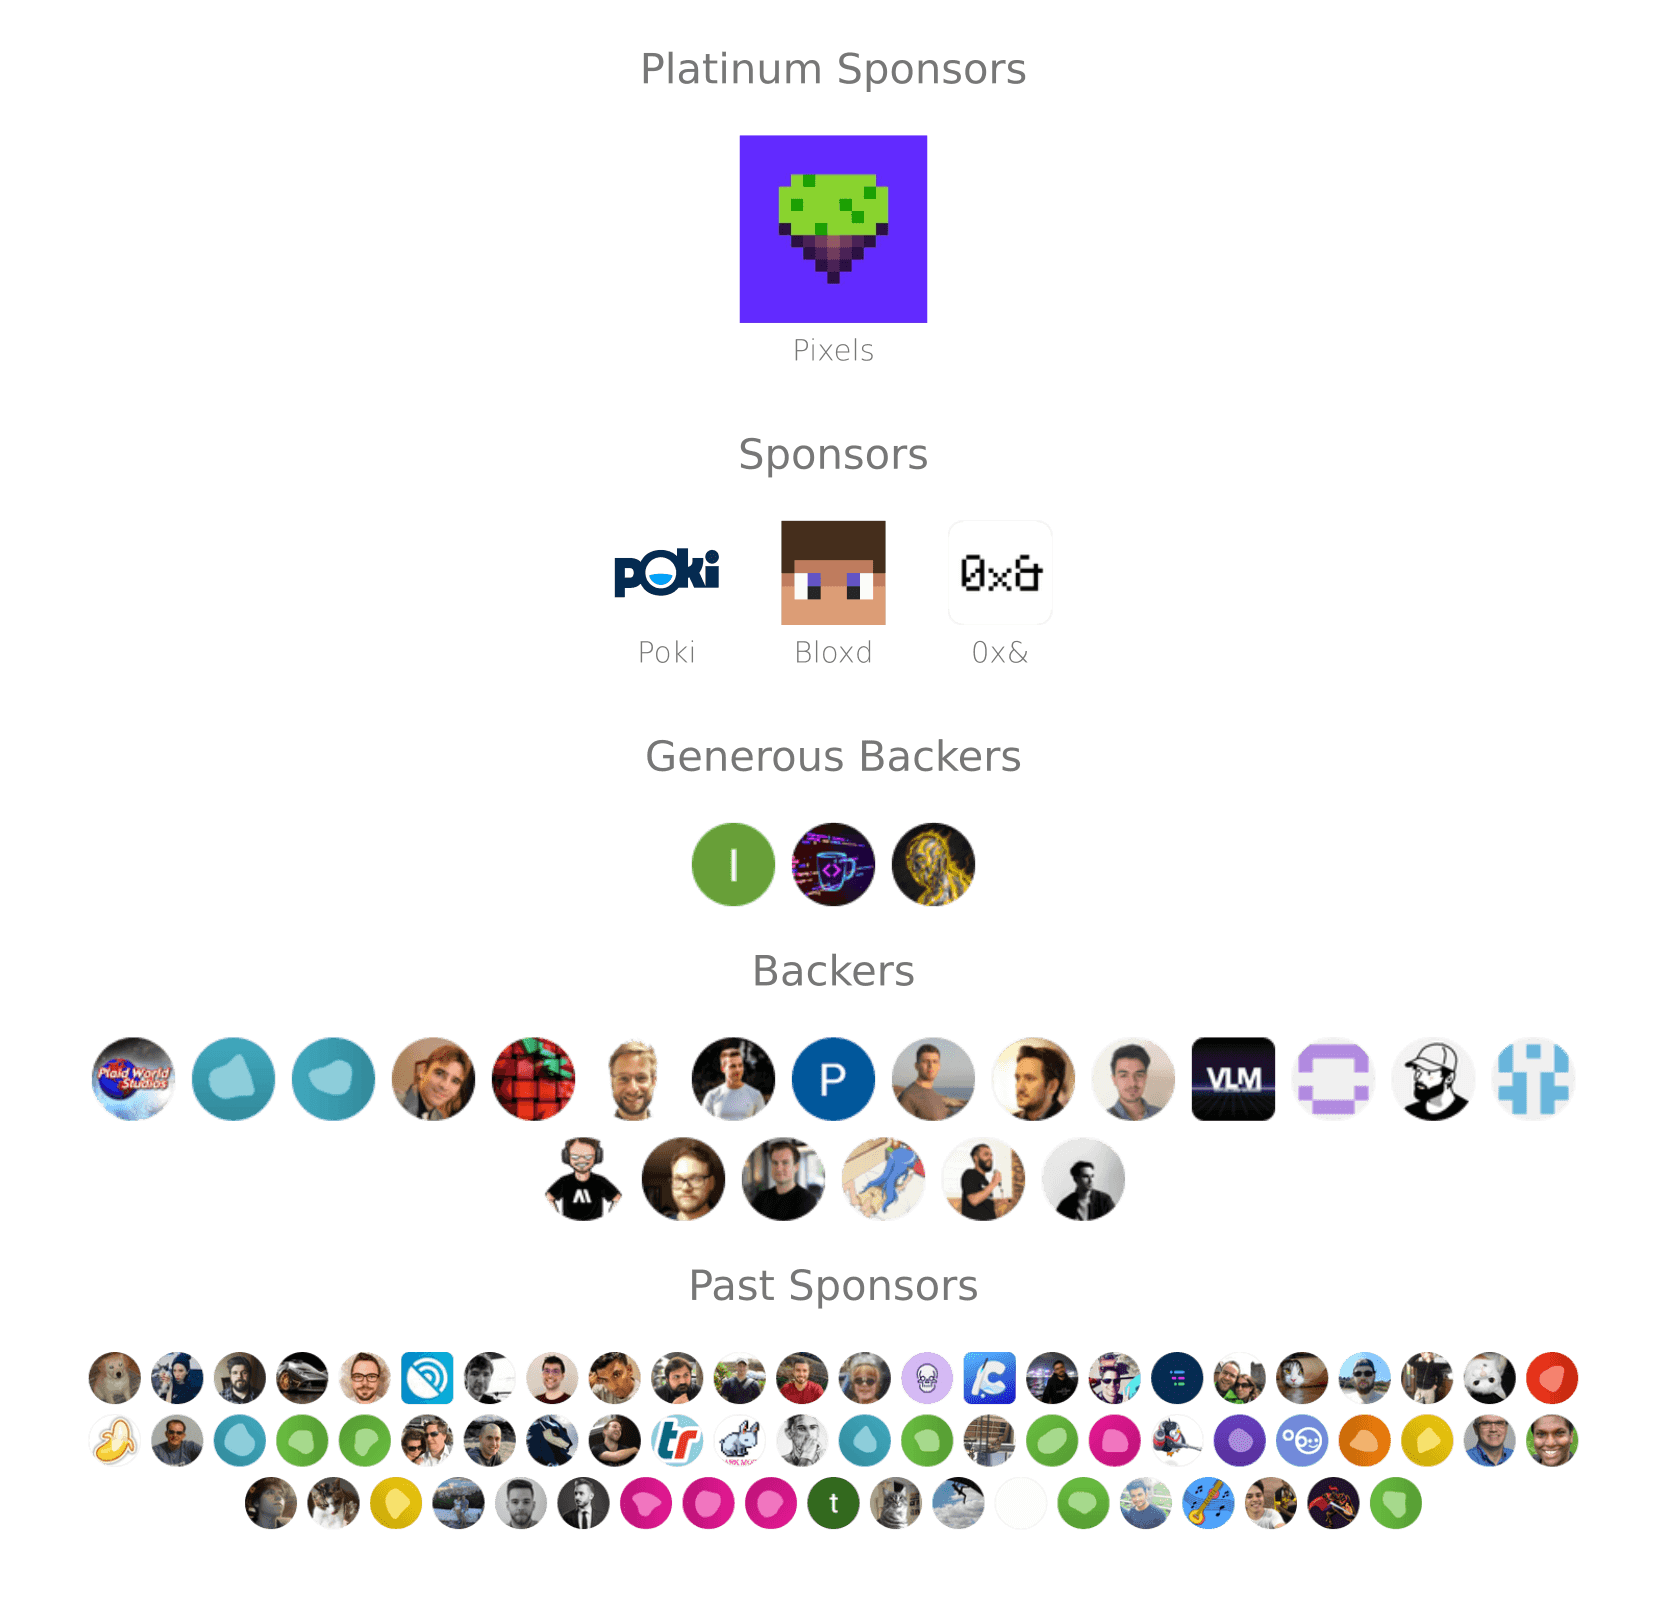 Platinum Sponsors
Pixels
Sponsors
poki
0x&
Poki Bloxd 0x&
Generous Backers
I
Backers
Plaid World
Studios
P
VLM
Past Sponsors
tr
t